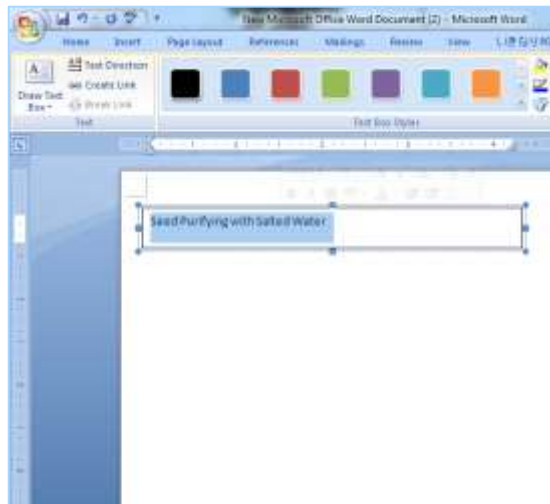 New Microsoft Office Word Document (2) - Microsoft Word
Home Insert Page Layout References Mailings Review View
Text Direction
Create Link
Break Link
Draw Text
Box
Text
Text Box Styles
Seed Purifying with Salted Water